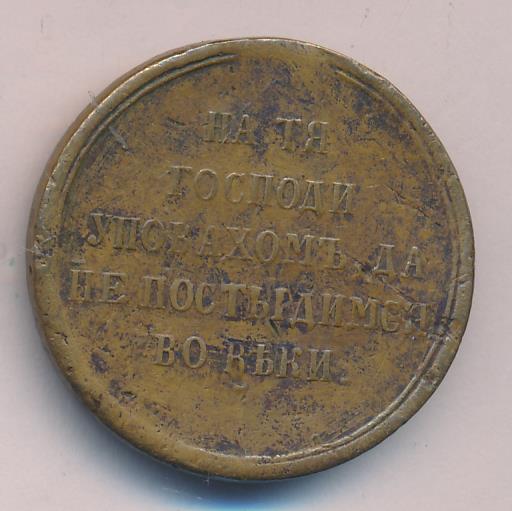 НА ТЯ
ГОСПОДИ
УПОВАХОМЪ, ДА
НЕ ПОСТЫДИМСЯ
ВО ВѢКИ.